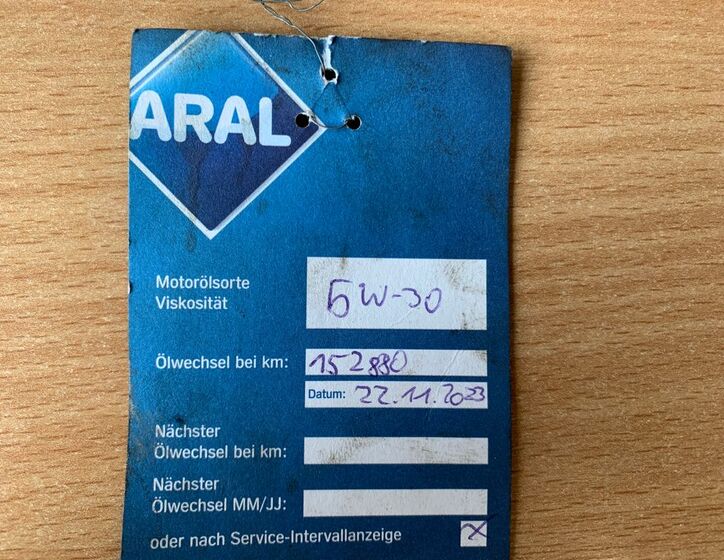 ARAL
Motorölsorte
Viskosität
5W-30
Ölwechsel bei km: 152880
Datum: 22.11.2023
Nächster
Ölwechsel bei km:
Nächster
Ölwechsel MM/JJ:
oder nach Service-Intervallanzeige x